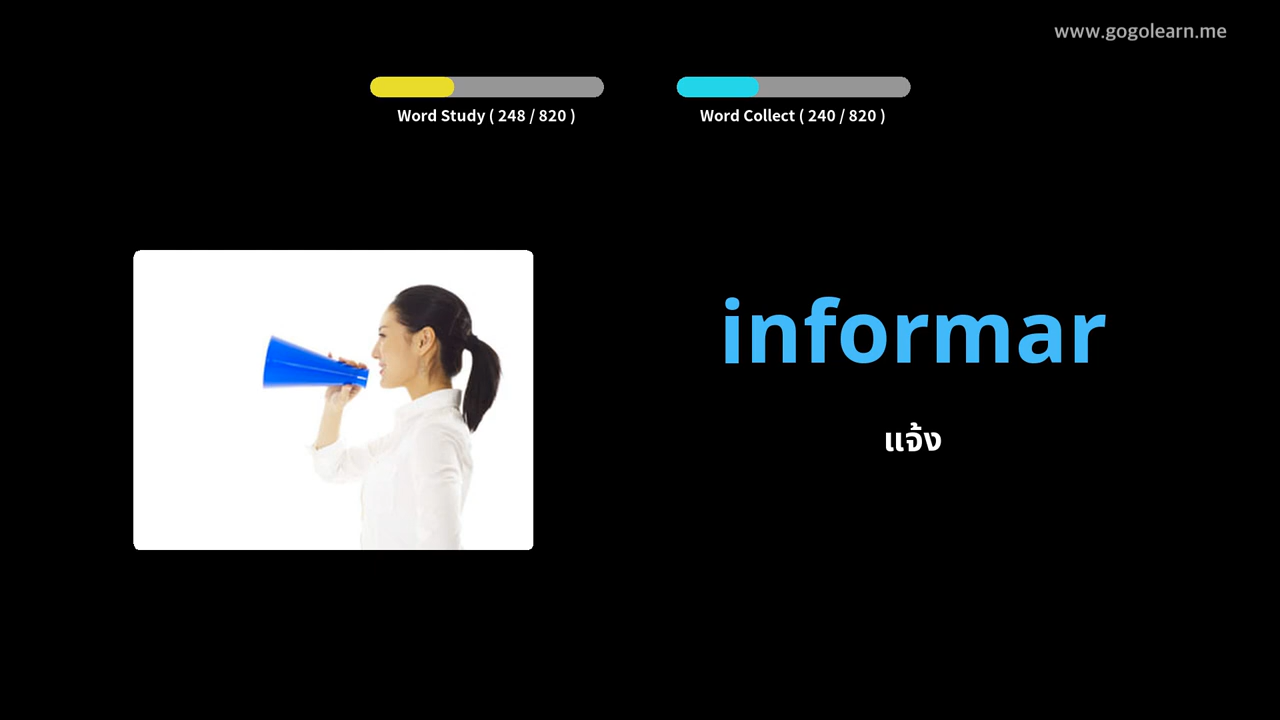 www.gogolearn.me
Word Study ( 248 / 820 )
Word Collect ( 240 / 820 )
informar
แจ้ง